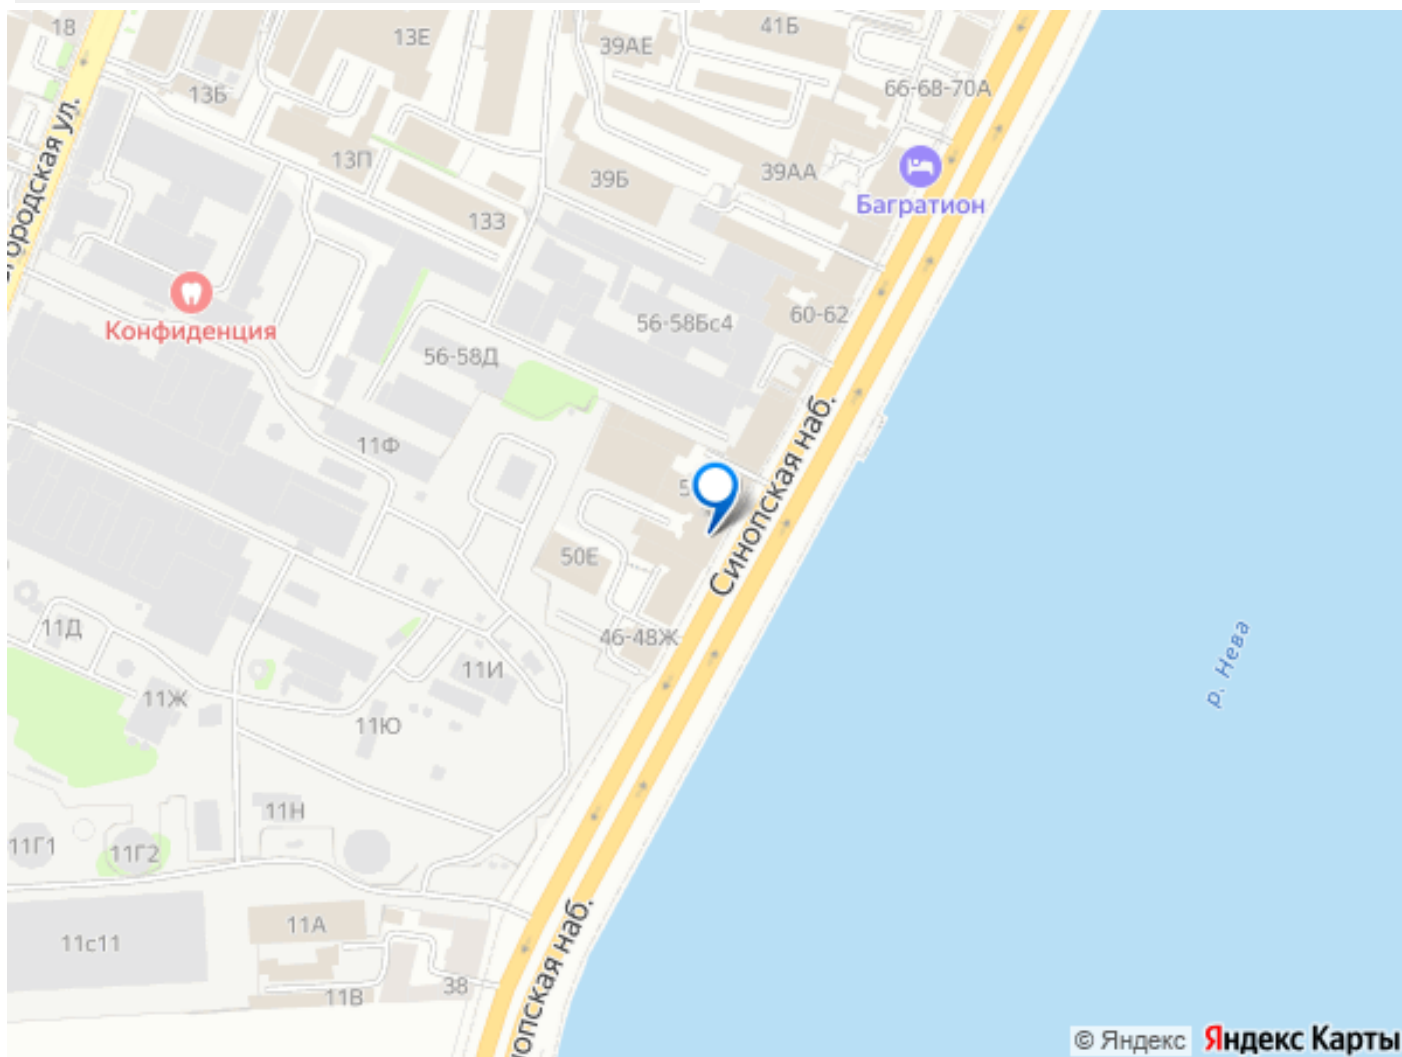 18
13Е
39АЕ
41Б
66-68-70А
13Б
13П
39Б
39АА
Багратион
133
городская ул.
Конфиденция
56-58Бс4
60-62
56-58Д
11Ф
Синопская наб.
50Е
46-48Ж
11Д
11И
11Ж
11Ю
р. Нева
11Н
11Г1
11Г2
11А
11с11
38
11В
нопская наб.
© Яндекс Яндекс Карты